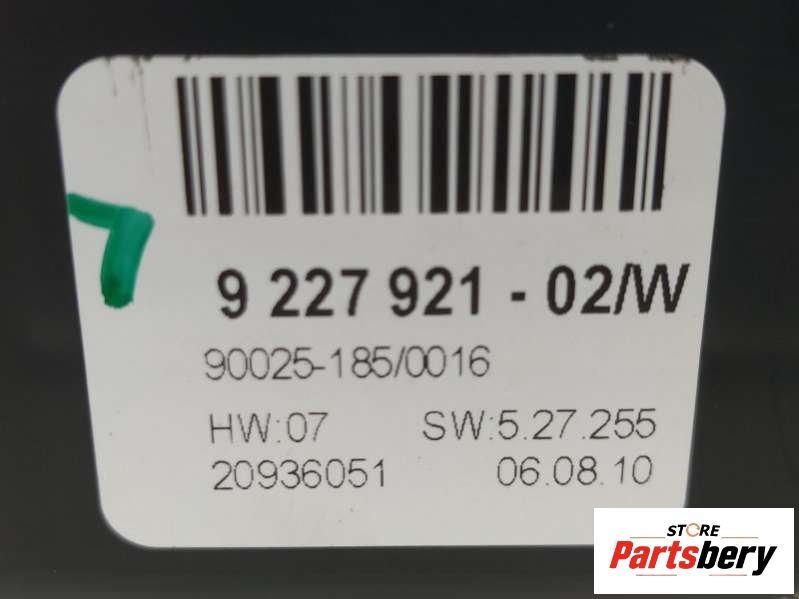 9 227 921 - 02/W
90025-185/0016
HW:07 SW:5.27.255
20936051 06.08.10
STORE
Partsbery